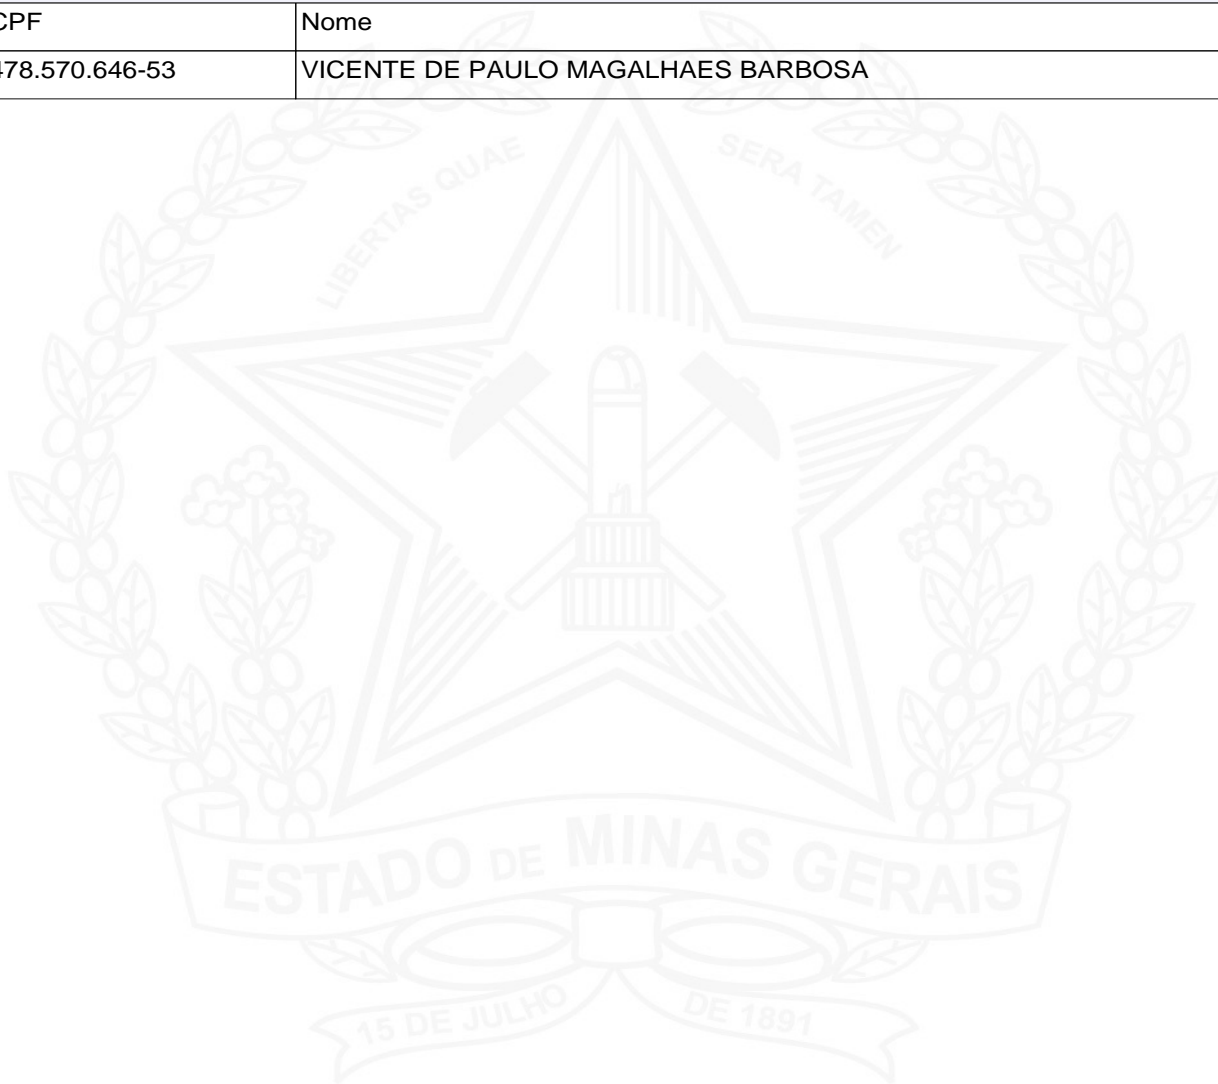 CPF Nome
478.570.646-53 VICENTE DE PAULO MAGALHAES BARBOSA
LIBERTAS QUAE SERA TAMEN
ESTADO DE MINAS GERAIS
15 DE JULHO DE 1891